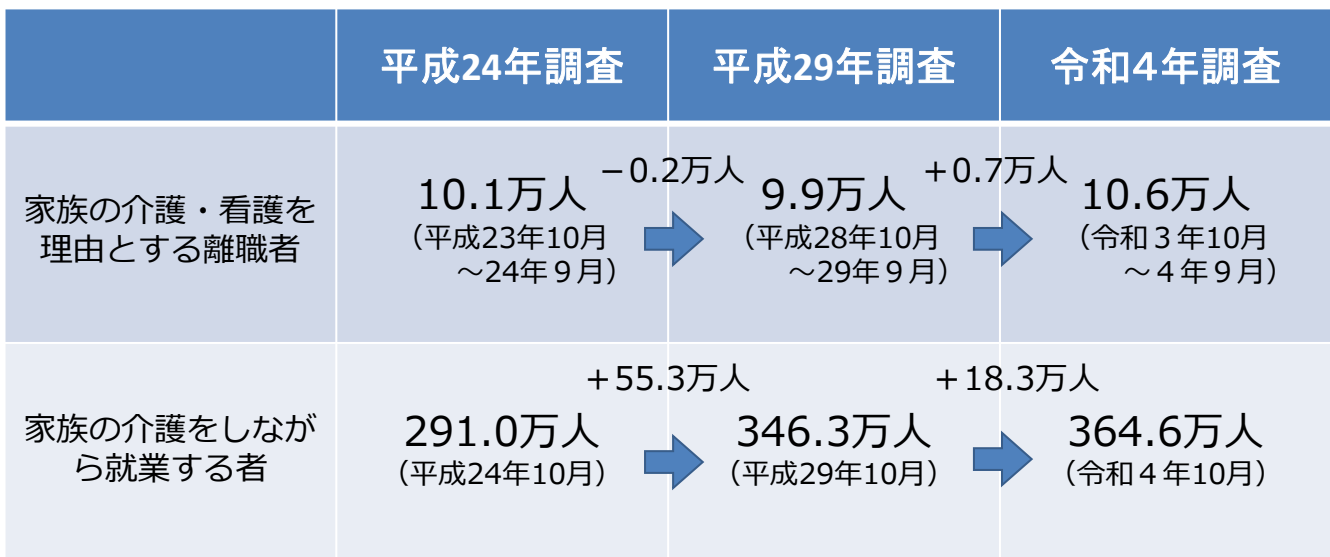 平成24年調査
平成29年調査
令和４年調査
家族の介護・看護を
理由とする離職者
10.1万人
（平成23年10月
～24年９月）
－0.2万人
9.9万人
（平成28年10月
～29年９月）
＋0.7万人
10.6万人
（令和３年10月
～４年９月）
家族の介護をしなが
ら就業する者
291.0万人
（平成24年10月）
＋55.3万人
346.3万人
（平成29年10月）
＋18.3万人
364.6万人
（令和４年10月）